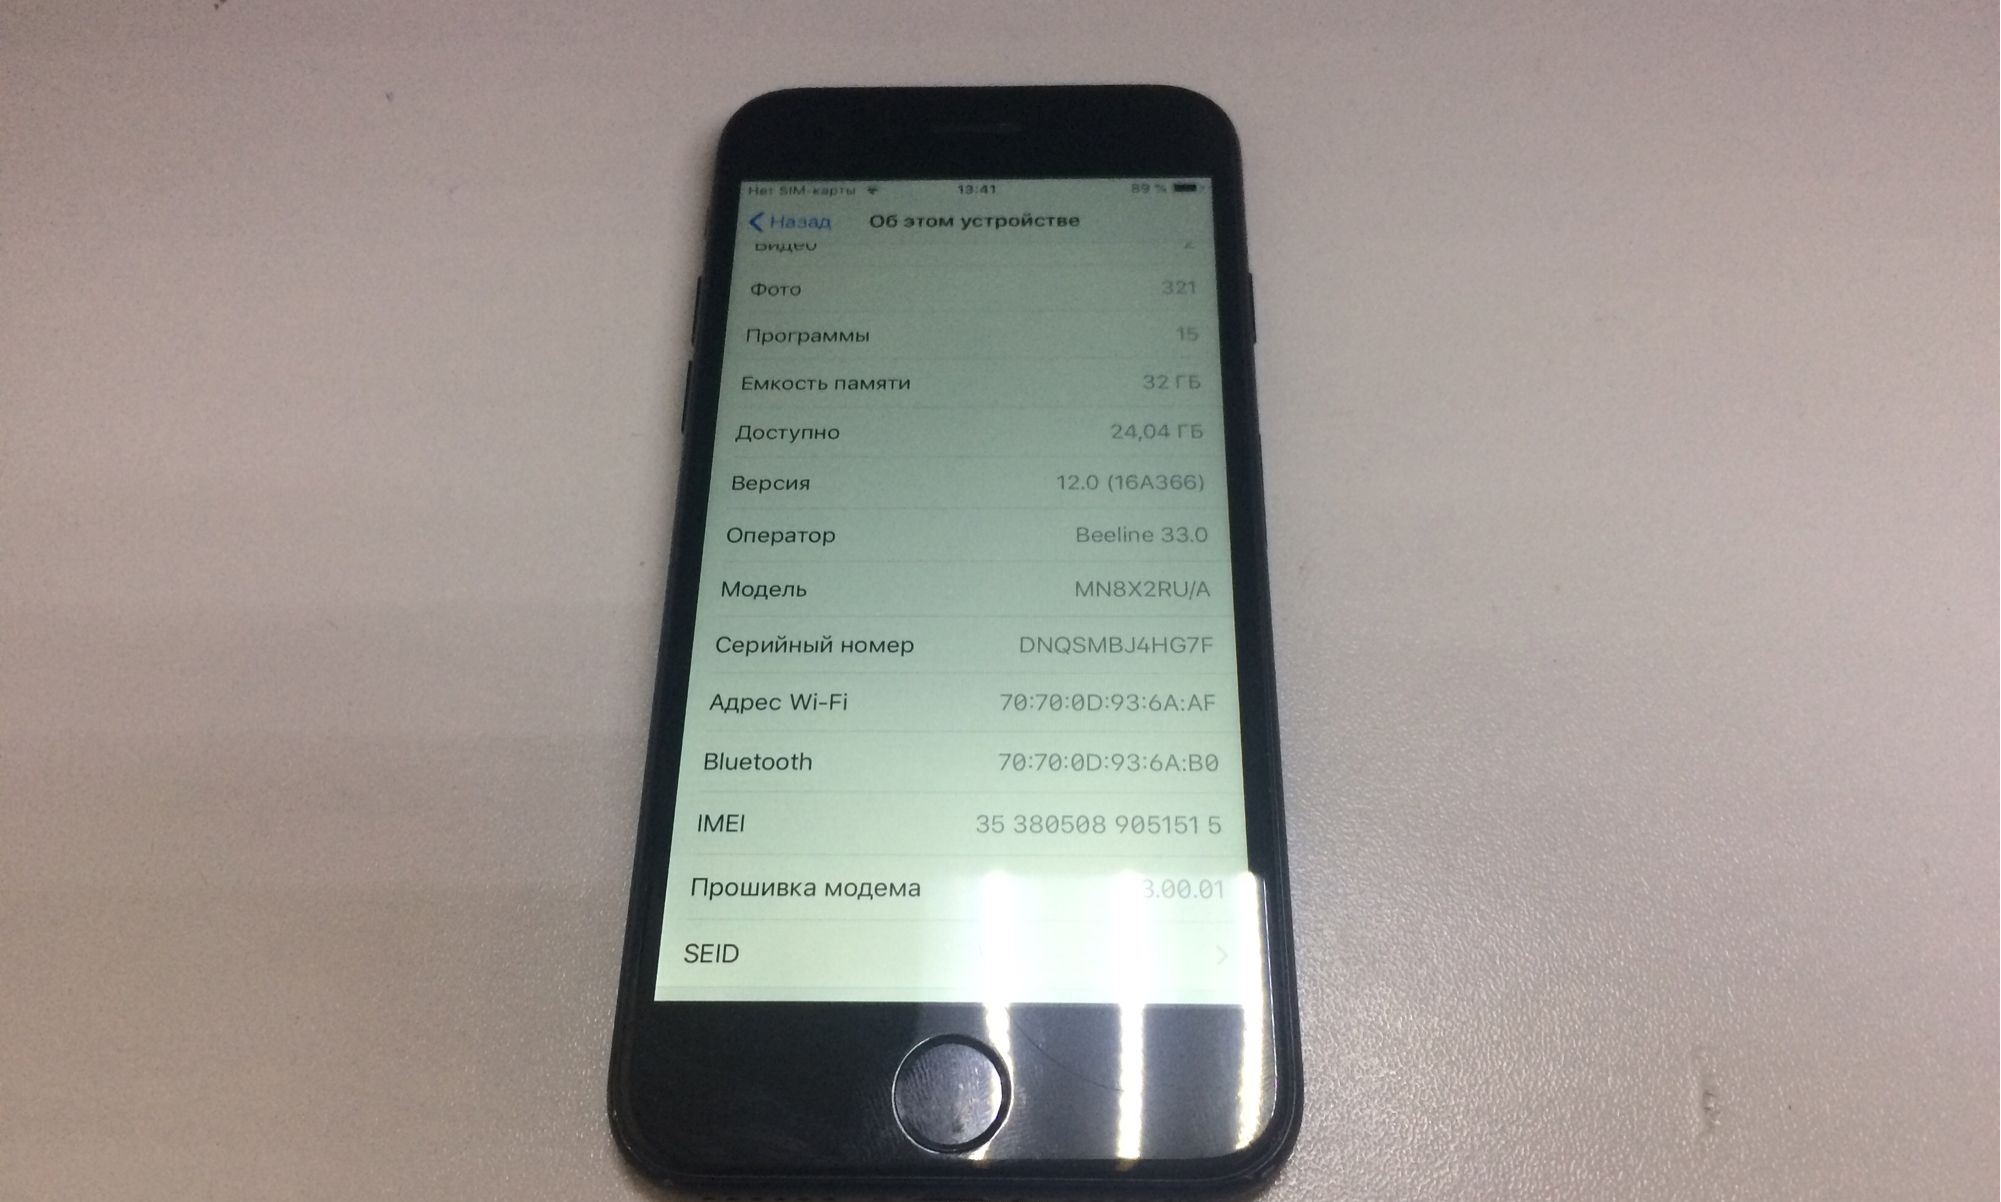 Нет SIM-карты 13:41 89 %
Назад Об этом устройстве
Видео 2
Фото 321
Программы 15
Емкость памяти 32 ГБ
Доступно 24,04 ГБ
Версия 12.0 (16A366)
Оператор Beeline 33.0
Модель MN8X2RU/A
Серийный номер DNQSMBJ4HG7F
Адрес Wi-Fi 70:70:0D:93:6A:AF
Bluetooth 70:70:0D:93:6A:B0
IMEI 35 380508 905151 5
Прошивка модема 3.00.01
SEID